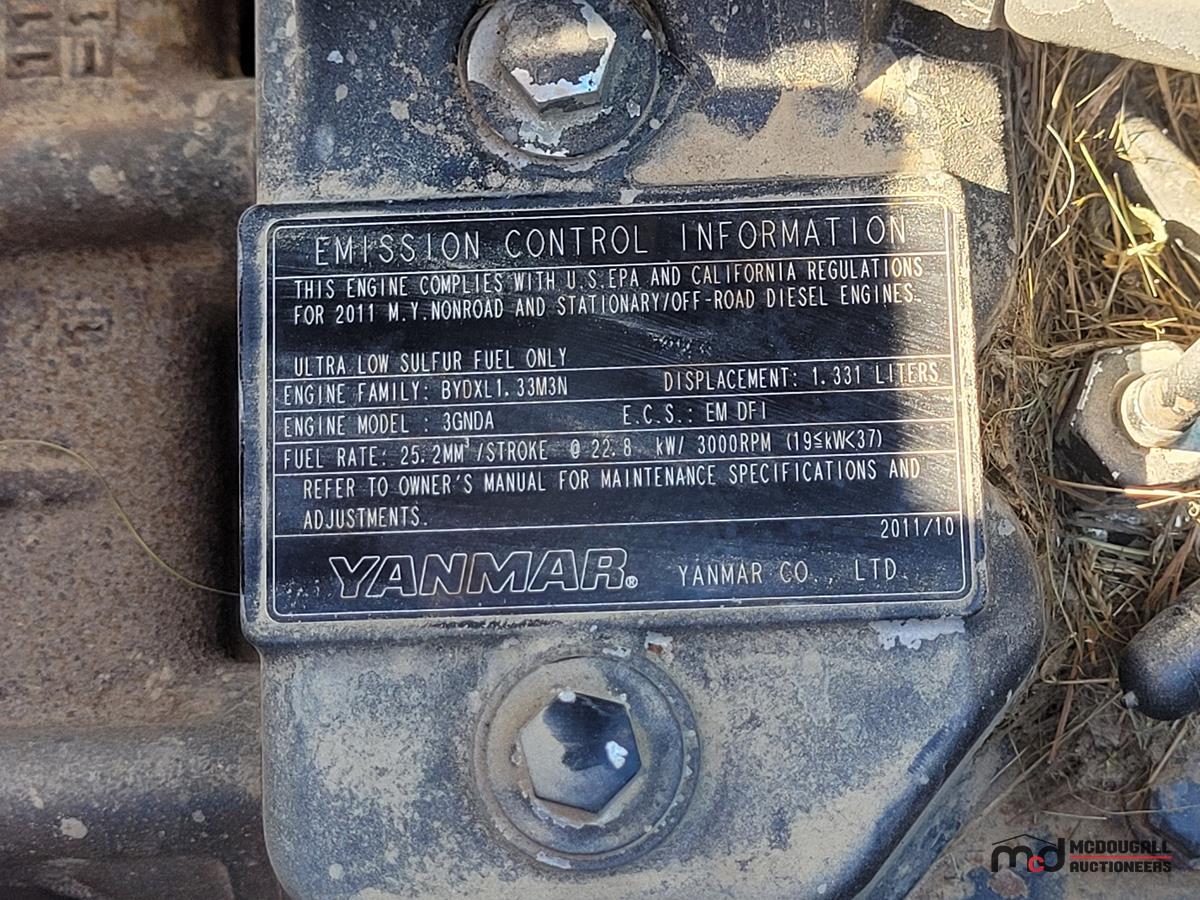 EMISSION CONTROL INFORMATION
THIS ENGINE COMPLIES WITH U.S.EPA AND CALIFORNIA REGULATIONS
FOR 2011 M.Y.NONROAD AND STATIONARY/OFF-ROAD DIESEL ENGINES.
ULTRA LOW SULFUR FUEL ONLY
ENGINE FAMILY: BYDXL1.33M3N DISPLACEMENT: 1.331 LITERS
ENGINE MODEL : 3GNDA E.C.S.: EM DFI
FUEL RATE: 25.2MM³/STROKE @ 22.8 kW/ 3000RPM (19≦kW<37)
REFER TO OWNER'S MANUAL FOR MAINTENANCE SPECIFICATIONS AND
ADJUSTMENTS.
2011/10
YANMAR® YANMAR CO., LTD.
mcd MCDOUGALL
AUCTIONEERS